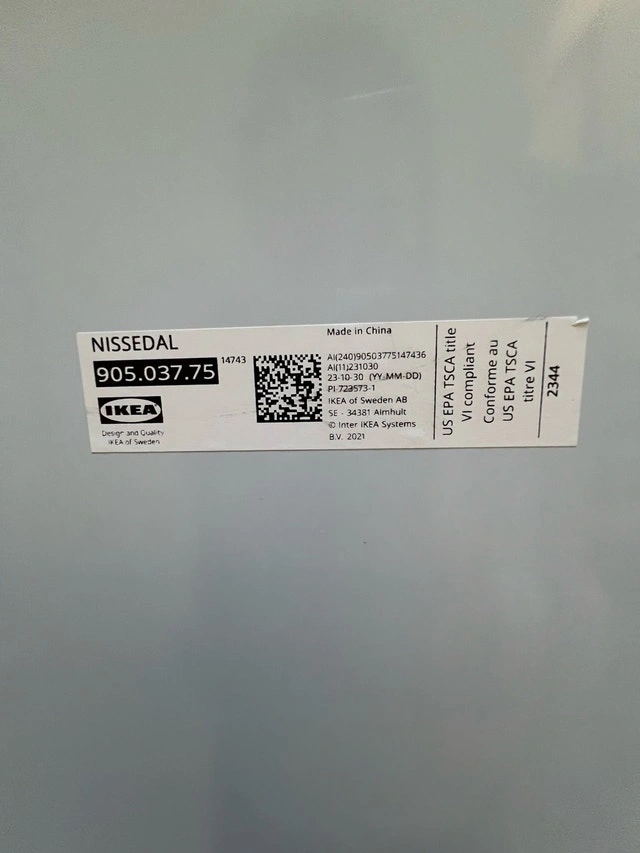 NISSEDAL
905.037.75
14743
IKEA
Design and Quality
IKEA of Sweden
Made in China
AI(240)90503775147436
AI(11)231030
23-10-30 (YY-MM-DD)
PI 723573-1
IKEA of Sweden AB
SE - 34381 Älmhult
© Inter IKEA Systems
B.V. 2021
US EPA TSCA title
VI compliant
Conforme au
US EPA TSCA
titre VI
2344